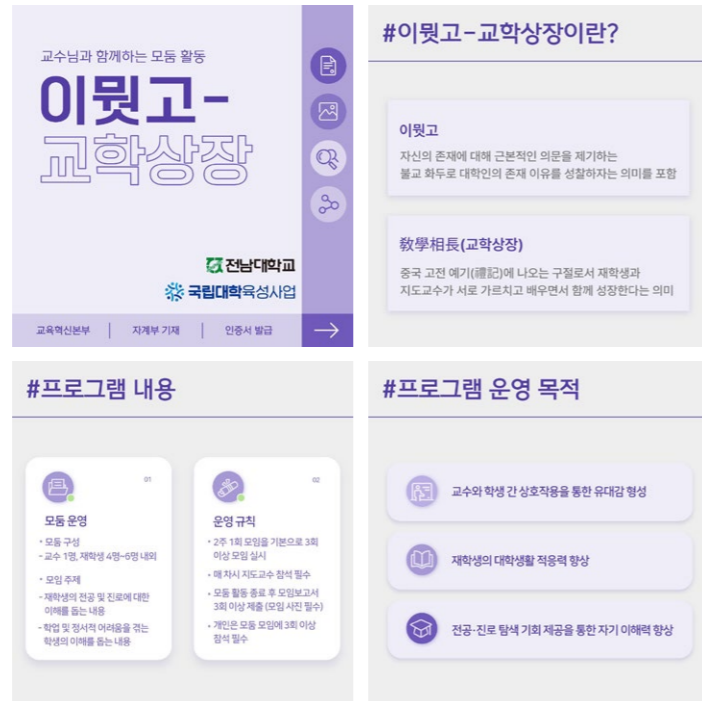 교수님과 함께하는 모둠 활동
이뭣고-
교학상장
전남대학교
국립대학육성사업
교육혁신본부
자계부 기재
인증서 발급
#이뭣고-교학상장이란?
이뭣고
자신의 존재에 대해 근본적인 의문을 제기하는
불교 화두로 대학인의 존재 이유를 성찰하자는 의미를 포함
敎學相長(교학상장)
중국 고전 예기(禮記)에 나오는 구절로서 재학생과
지도교수가 서로 가르치고 배우면서 함께 성장한다는 의미
#프로그램 내용
01
모둠 운영
• 모둠 구성
- 교수 1명, 재학생 4명~6명 내외
• 모임 주제
- 재학생의 전공 및 진로에 대한
이해를 돕는 내용
- 학업 및 정서적 어려움을 겪는
학생의 이해를 돕는 내용
02
운영 규칙
• 2주 1회 모임을 기본으로 3회
이상 모임 실시
• 매 차시 지도교수 참석 필수
• 모둠 활동 종료 후 모임보고서
3회 이상 제출 (모임 사진 필수)
• 개인은 모둠 모임에 3회 이상
참석 필수
#프로그램 운영 목적
교수와 학생 간 상호작용을 통한 유대감 형성
재학생의 대학생활 적응력 향상
전공·진로 탐색 기회 제공을 통한 자기 이해력 향상